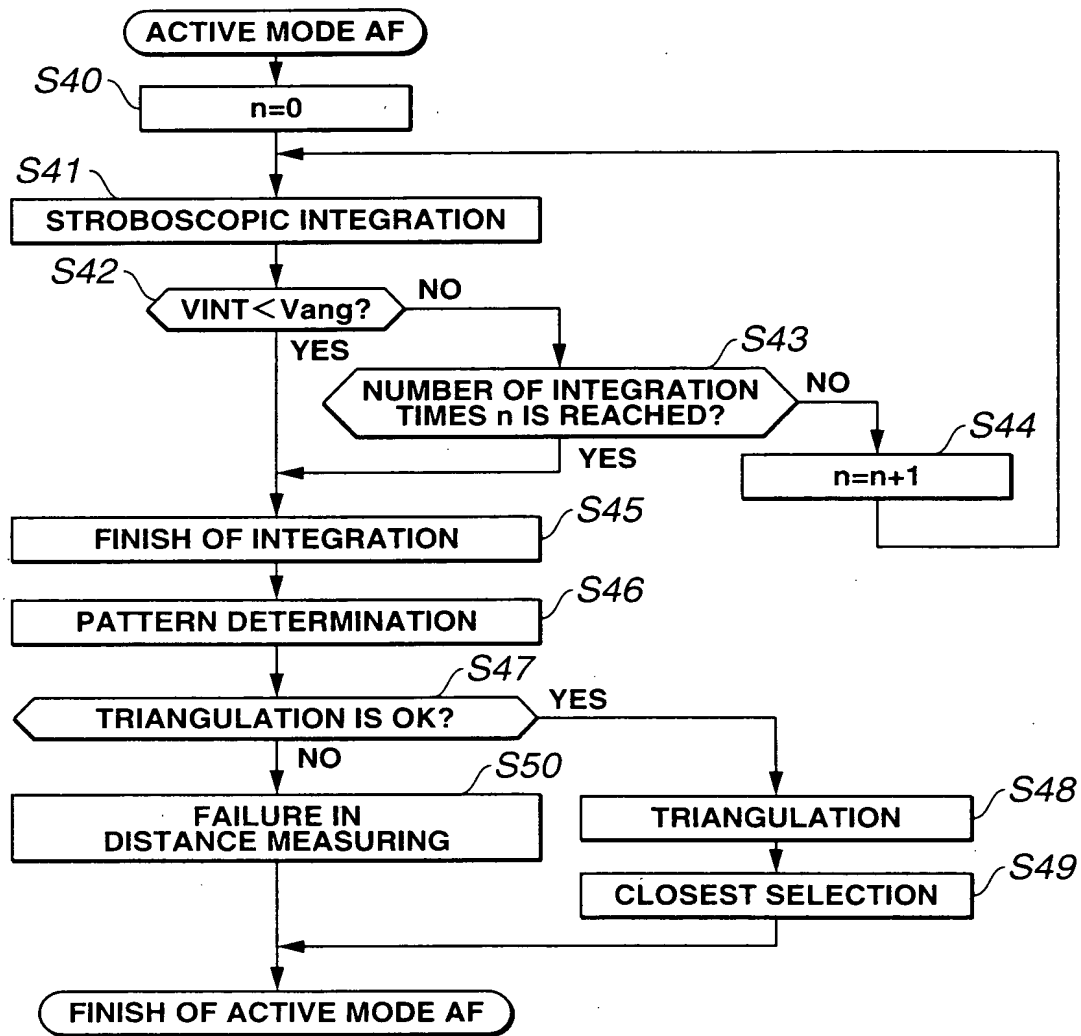 ACTIVE MODE AF
S40
n=0
S41
STROBOSCOPIC INTEGRATION
S42
VINT<Vang?
NO
YES
S43
NUMBER OF INTEGRATION
TIMES n IS REACHED?
NO
YES
S44
n=n+1
S45
FINISH OF INTEGRATION
S46
PATTERN DETERMINATION
S47
TRIANGULATION IS OK?
YES
NO
S50
FAILURE IN
DISTANCE MEASURING
S48
TRIANGULATION
S49
CLOSEST SELECTION
FINISH OF ACTIVE MODE AF